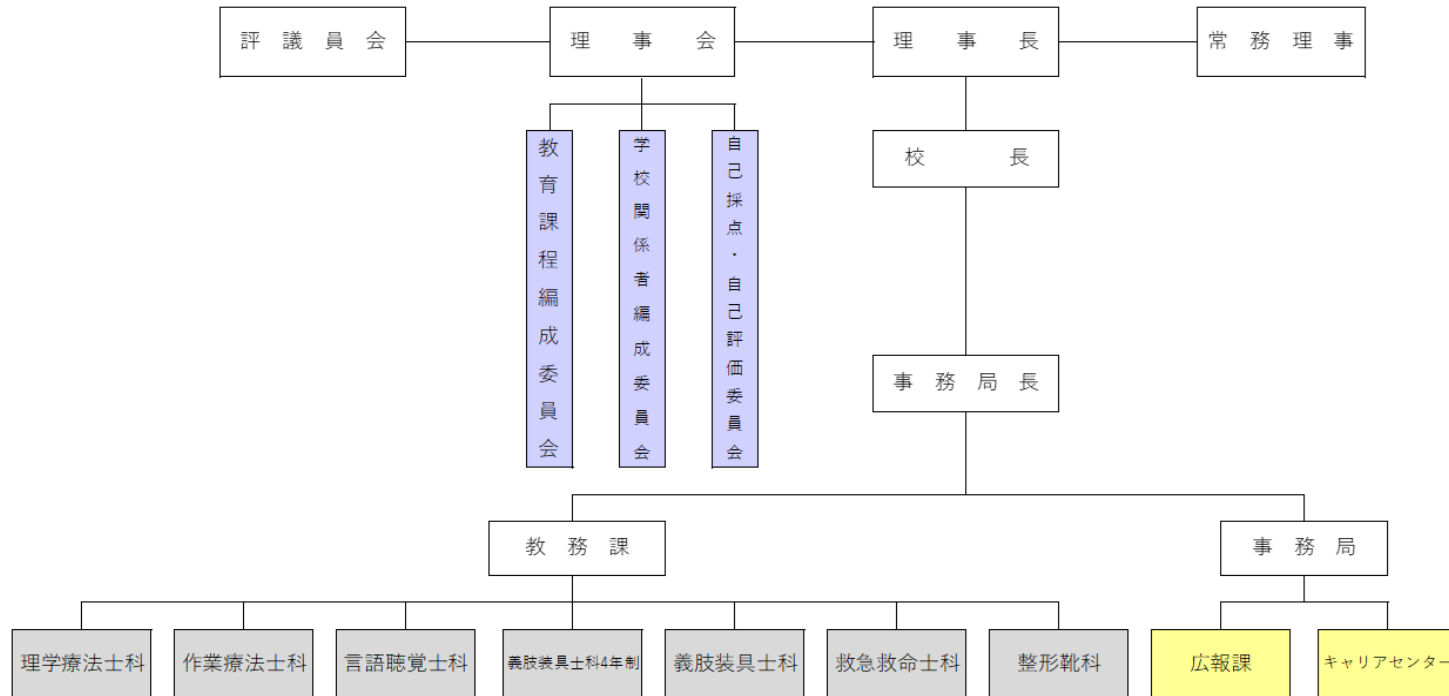 評議員会
理事会
理事長
常務理事
教育課程編成委員会
学校関係者編成委員会
自己採点・自己評価委員会
校長
事務局長
教務課
事務局
理学療法士科
作業療法士科
言語聴覚士科
義肢装具士科4年制
義肢装具士科
救急救命士科
整形靴科
広報課
キャリアセンター